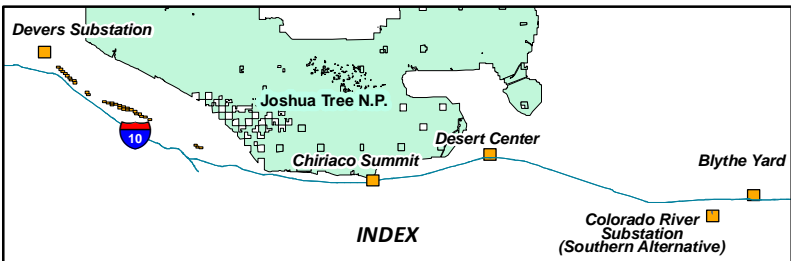 Devers Substation
Joshua Tree N.P.
10
Desert Center
Chiriaco Summit
Blythe Yard
Colorado River
Substation
(Southern Alternative)
INDEX